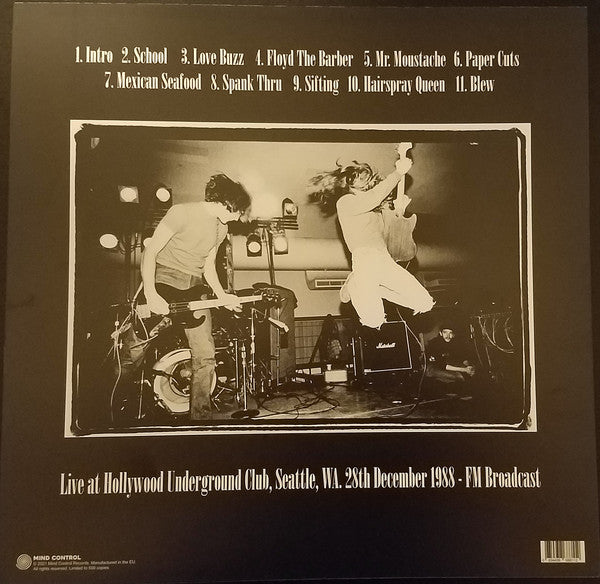 1. Intro 2. School 3. Love Buzz 4. Floyd The Barber 5. Mr. Moustache 6. Paper Cuts
7. Mexican Seafood 8. Spank Thru 9. Sifting 10. Hairspray Queen 11. Blew
Marshall
Live at Hollywood Underground Club, Seattle, WA. 28th December 1988 - FM Broadcast
MIND CONTROL
© 2021 Mind Control Records. Manufactured in the EU.
All rights reserved. Limited to 500 copies